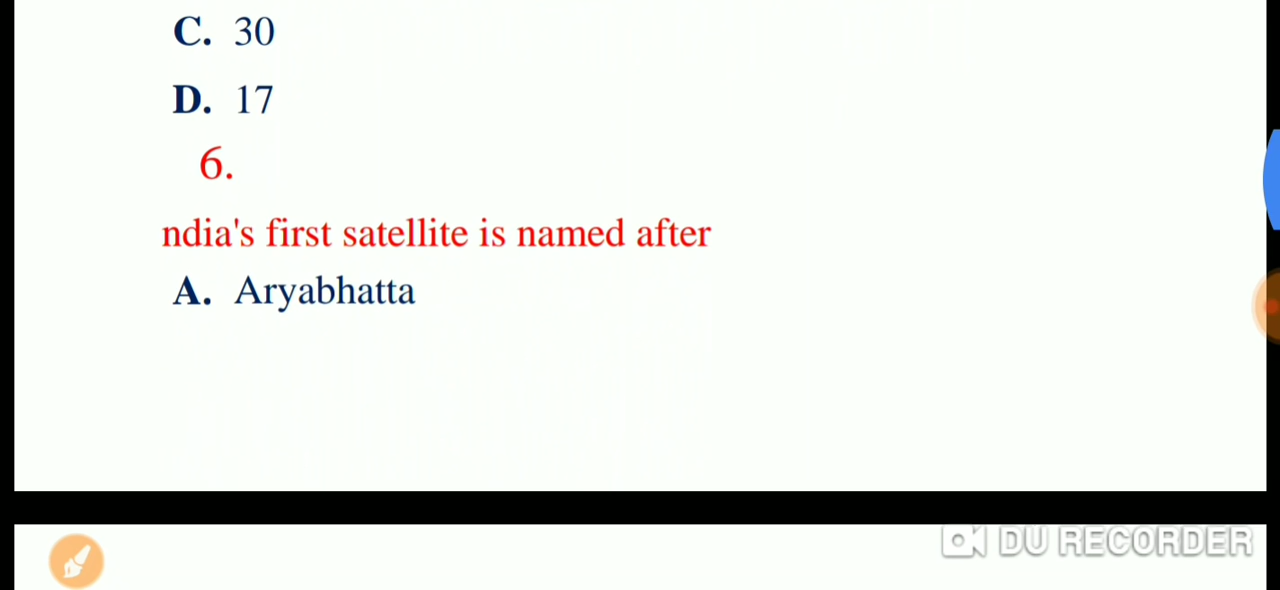 C. 30
D. 17
6.
ndia's first satellite is named after
A. Aryabhatta
DU RECORDER